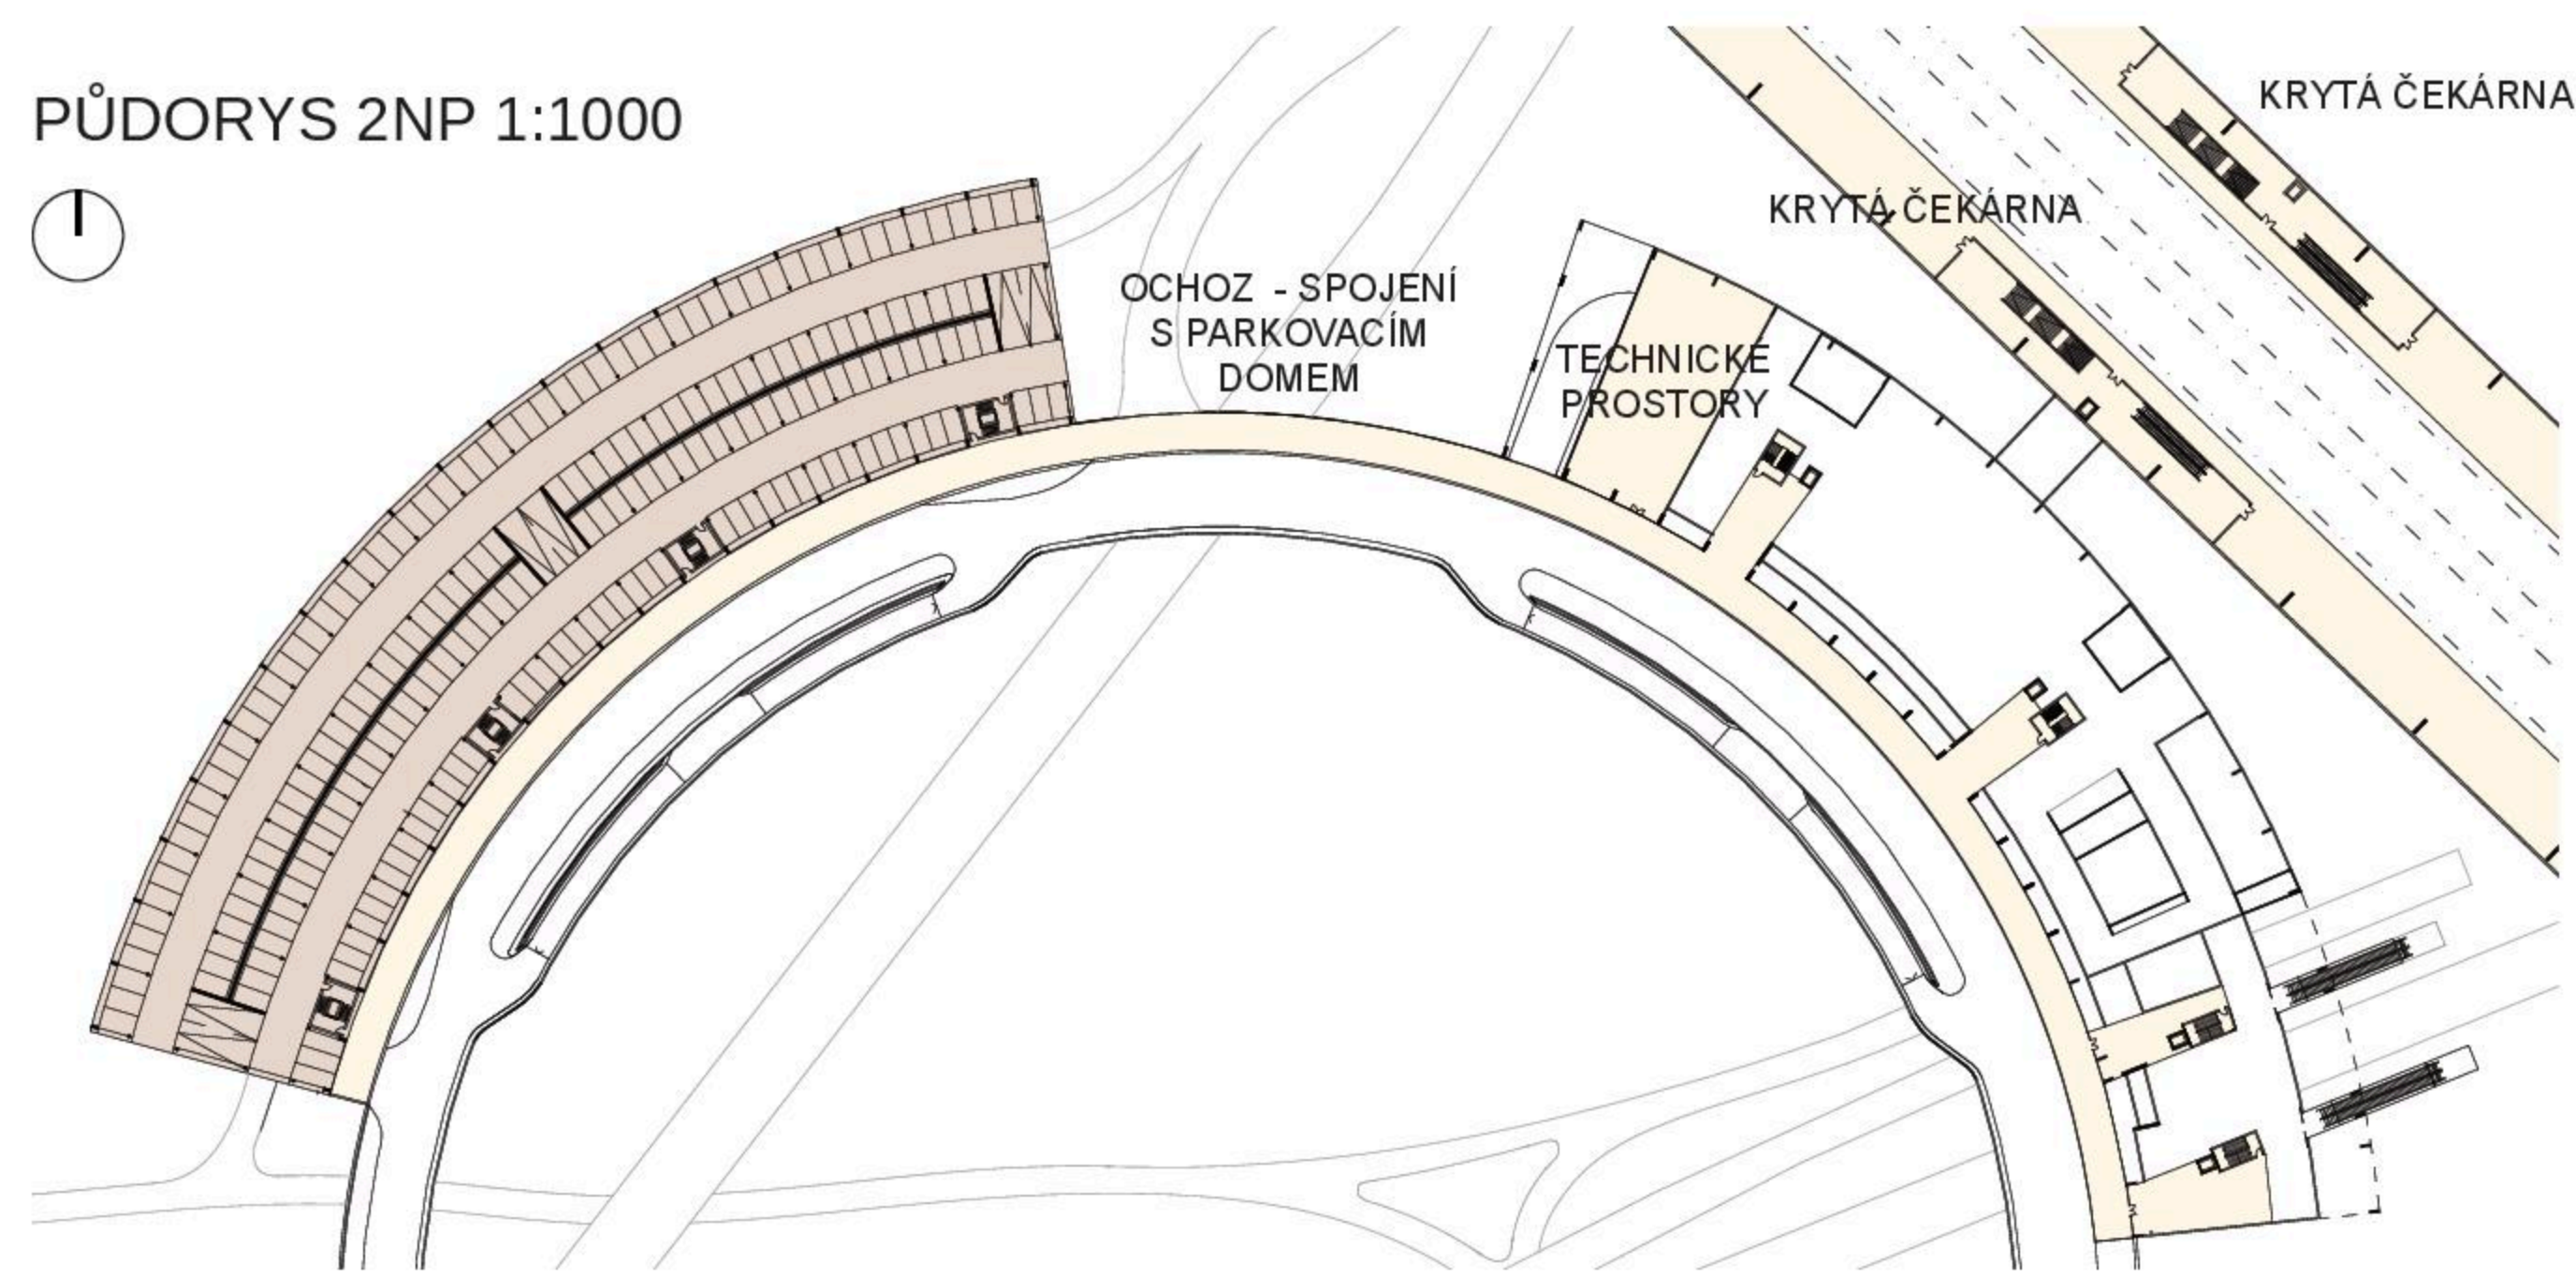 PŮDORYS 2NP 1:1000
KRYTÁ ČEKÁRNA
KRYTÁ ČEKÁRNA
OCHOZ - SPOJENÍ
S PARKOVACÍM
DOMEM
TECHNICKÉ
PROSTORY